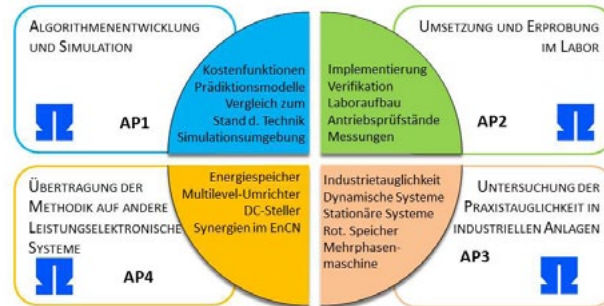 ALGORITHMENENTWICKLUNG
UND SIMULATION
AP1
Kostenfunktionen
Prädiktionsmodelle
Vergleich zum
Stand d. Technik
Simulationsumgebung
Implementierung
Verifikation
Laboraufbau
Antriebsprüfstände
Messungen
UMSETZUNG UND ERPROBUNG
IM LABOR
AP2
ÜBERTRAGUNG DER
METHODIK AUF ANDERE
LEISTUNGSELEKTRONISCHE
SYSTEME
AP4
Energiespeicher
Multilevel-Umrichter
DC-Steller
Synergien im EnCN
Industrietauglichkeit
Dynamische Systeme
Stationäre Systeme
Rot. Speicher
Mehrphasen-
maschine
UNTERSUCHUNG DER
PRAXISTAUGLICHKEIT IN
INDUSTRIELLEN ANLAGEN
AP3